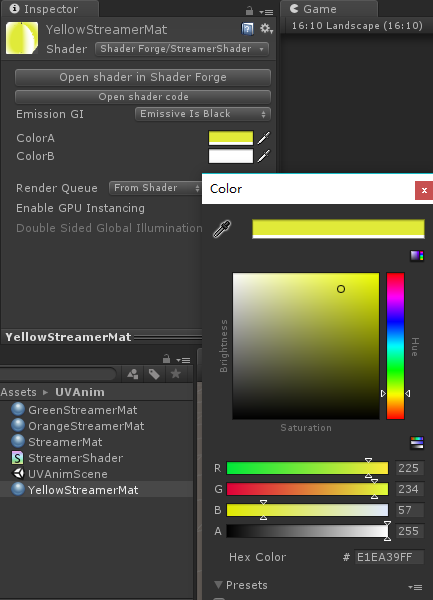 Inspector
YellowStreamerMat
Shader Shader Forge/StreamerShader
Open shader in Shader Forge
Open shader code
Emission GI Emissive Is Black
ColorA
ColorB
Render Queue From Shader
Enable GPU Instancing
Double Sided Global Illumination
Game
16:10 Landscape (16:10)
Color
Brightness
Hue
Saturation
R 225
G 234
B 57
A 255
Hex Color # E1EA39FF
Presets
YellowStreamerMat
Assets ▸ UVAnim
GreenStreamerMat
OrangeStreamerMat
StreamerMat
StreamerShader
UVAnimScene
YellowStreamerMat